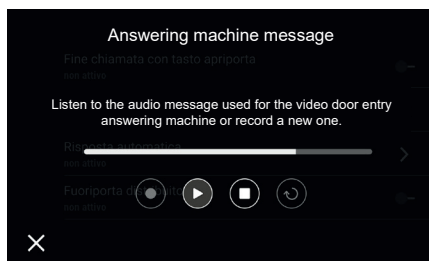 Answering machine message
Fine chiamata con tasto apriporta
non attivo
Listen to the audio message used for the video door entry
answering machine or record a new one.
Risposta automatica
non attivo
Fuoriporta
non attivo